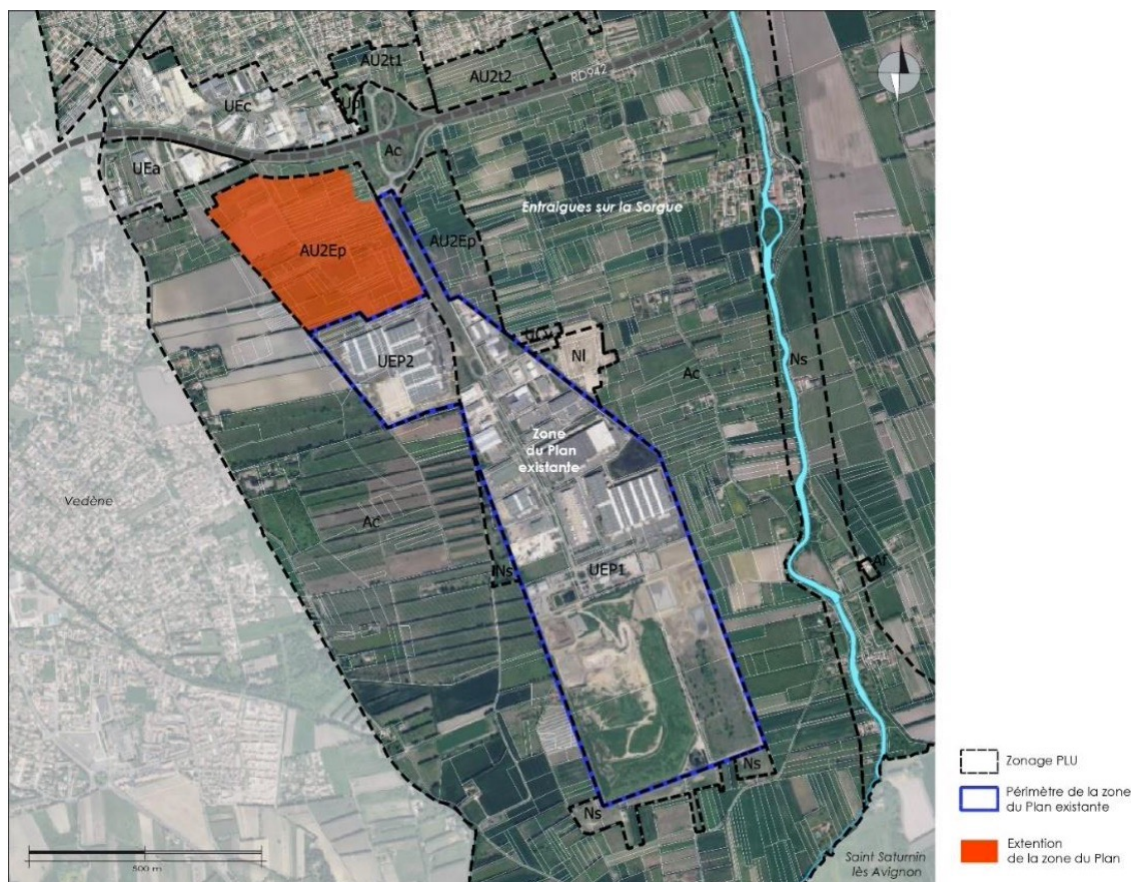 AU2t1
AU2t2
RD942
UEc
Up
Ac
UEa
Entraigues sur la Sorgue
AU2Ep
AU2Ep
Nl
Ns
UEP2
Ac
Zone
du Plan
existante
Vedène
Ac
Ns
UEP1
Af
Ns
Ns
500 m
Saint Saturnin
lès Avignon
Zonage PLU
Périmètre de la zone
du Plan existante
Extention
de la zone du Plan